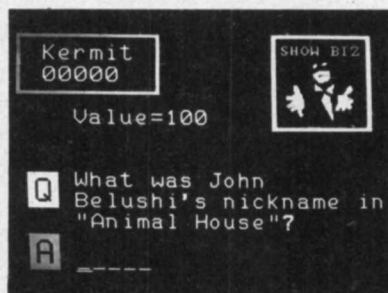 Kermit
00000
SHOW BIZ
Value=100
Q What was John
Belushi's nickname in
"Animal House"?
A _----